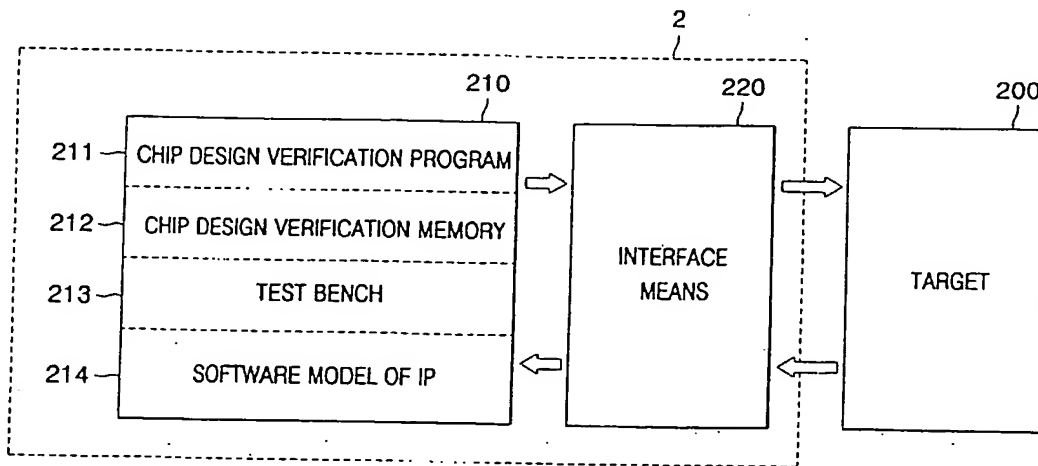 2
210
220
200
211
CHIP DESIGN VERIFICATION PROGRAM
212
CHIP DESIGN VERIFICATION MEMORY
213
TEST BENCH
214
SOFTWARE MODEL OF IP
INTERFACE
MEANS
TARGET